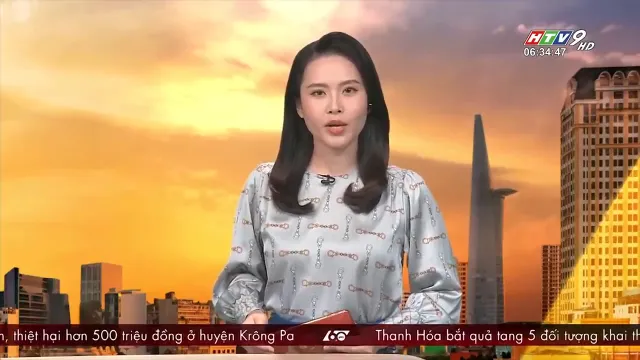 HTV9 HD
06:34:47
, thiệt hại hơn 500 triệu đồng ở huyện Krông Pa 60 Thanh Hóa bắt quả tang 5 đối tượng khai th